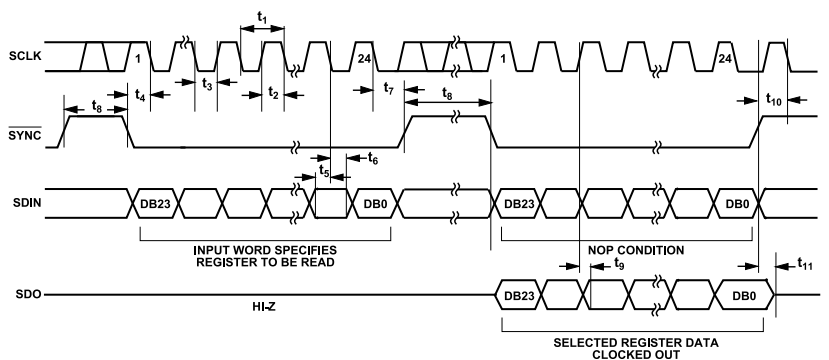 t1
SCLK
1
24
1
24
t4
t3
t2
t7
t8
t8
t10
SYNC
t5
t6
SDIN
DB23
DB0
DB23
DB0
INPUT WORD SPECIFIES
REGISTER TO BE READ
NOP CONDITION
t9
t11
SDO
HI-Z
DB23
DB0
SELECTED REGISTER DATA
CLOCKED OUT